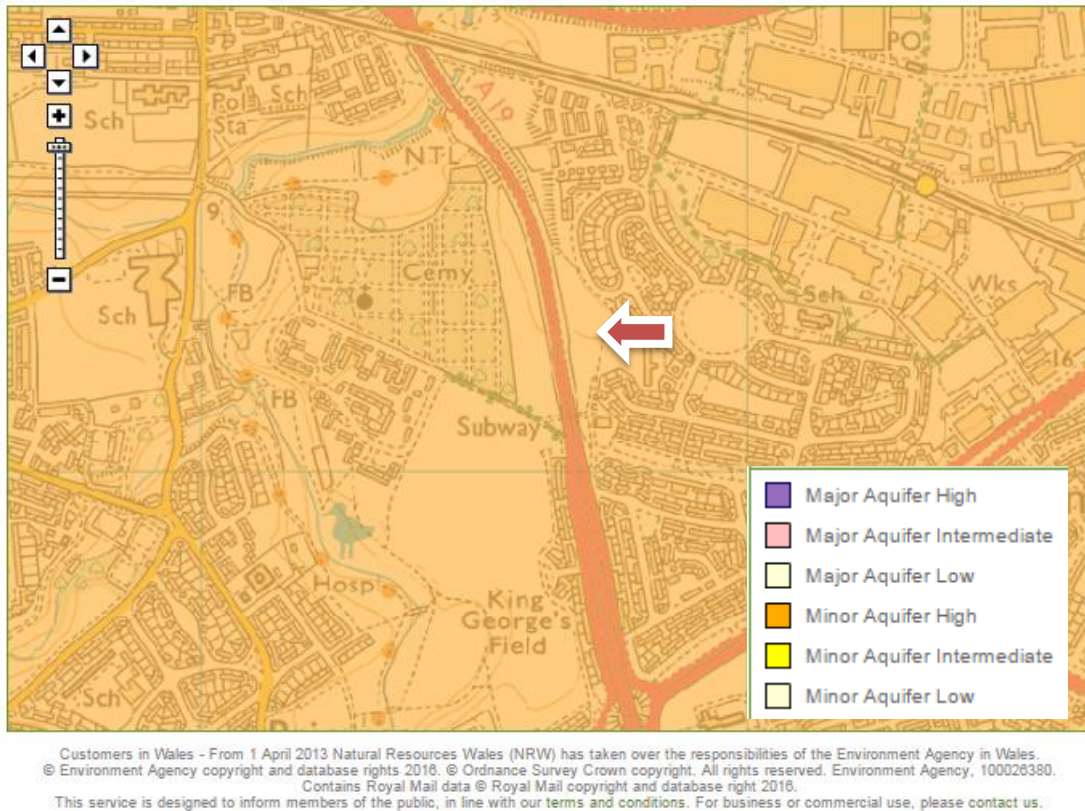 PO
A19
Sch
Pol
Sta
Sch
N·T·L
9
Cemy
FB
Sch
Wks
Sch
16
FB
Subway
Hospl
King
George's
Field
Sch
Major Aquifer High
Major Aquifer Intermediate
Major Aquifer Low
Minor Aquifer High
Minor Aquifer Intermediate
Minor Aquifer Low
Customers in Wales - From 1 April 2013 Natural Resources Wales (NRW) has taken over the responsibilities of the Environment Agency in Wales.
© Environment Agency copyright and database rights 2016. © Ordnance Survey Crown copyright. All rights reserved. Environment Agency, 100026380.
Contains Royal Mail data © Royal Mail copyright and database right 2016.
This service is designed to inform members of the public, in line with our terms and conditions. For business or commercial use, please contact us.